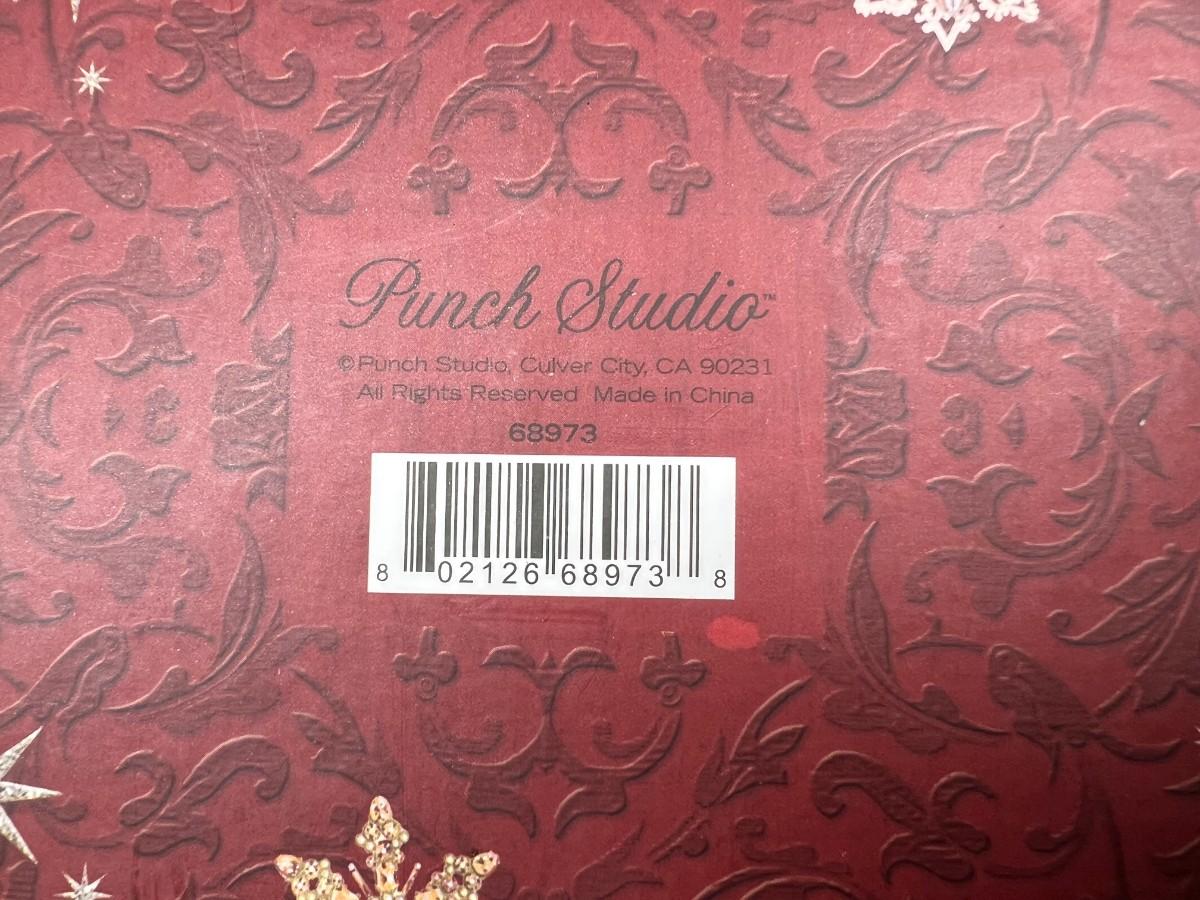 Punch Studio™
© Punch Studio, Culver City, CA 90231
All Rights Reserved Made in China
68973
8 02126 68973 8